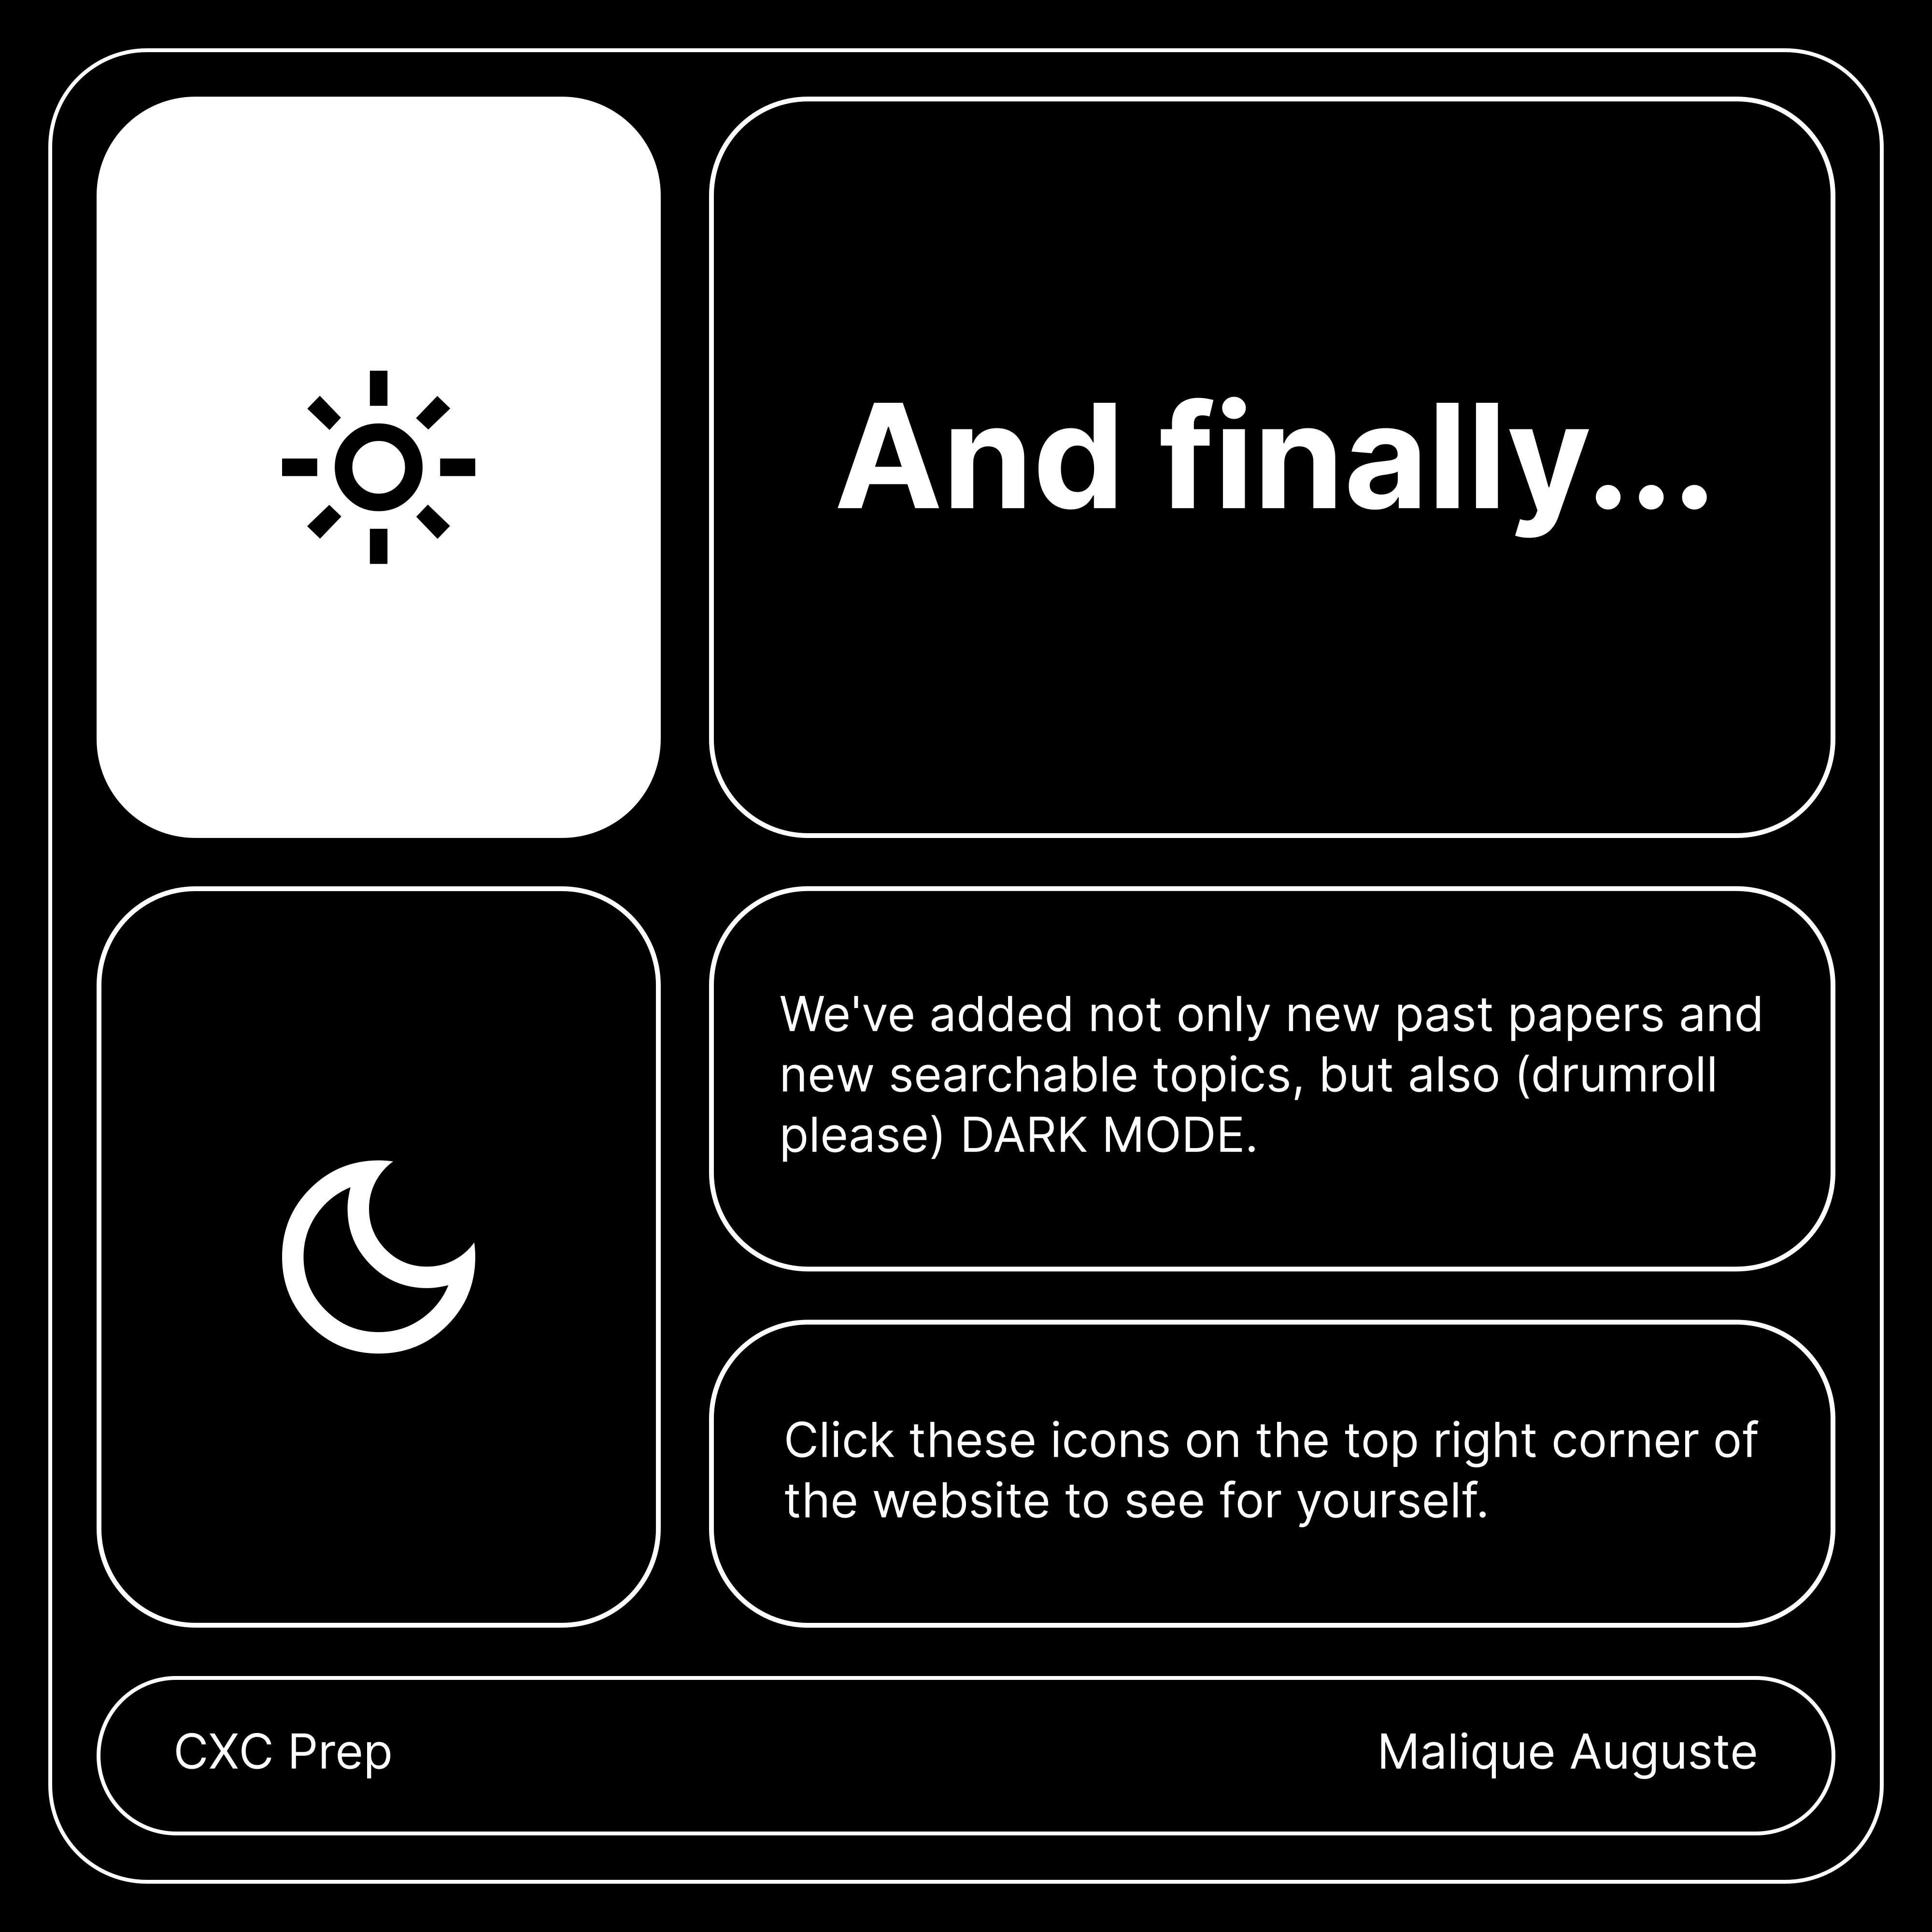 And finally...
We've added not only new past papers and
new searchable topics, but also (drumroll
please) DARK MODE.
Click these icons on the top right corner of
the website to see for yourself.
CXC Prep
Malique Auguste